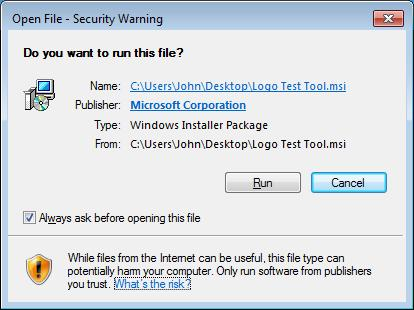 Open File - Security Warning
Do you want to run this file?
Name: C:\Users\John\Desktop\Logo Test Tool.msi
Publisher: Microsoft Corporation
Type: Windows Installer Package
From: C:\Users\John\Desktop\Logo Test Tool.msi
Run Cancel
Always ask before opening this file
While files from the Internet can be useful, this file type can
potentially harm your computer. Only run software from publishers
you trust. What's the risk?